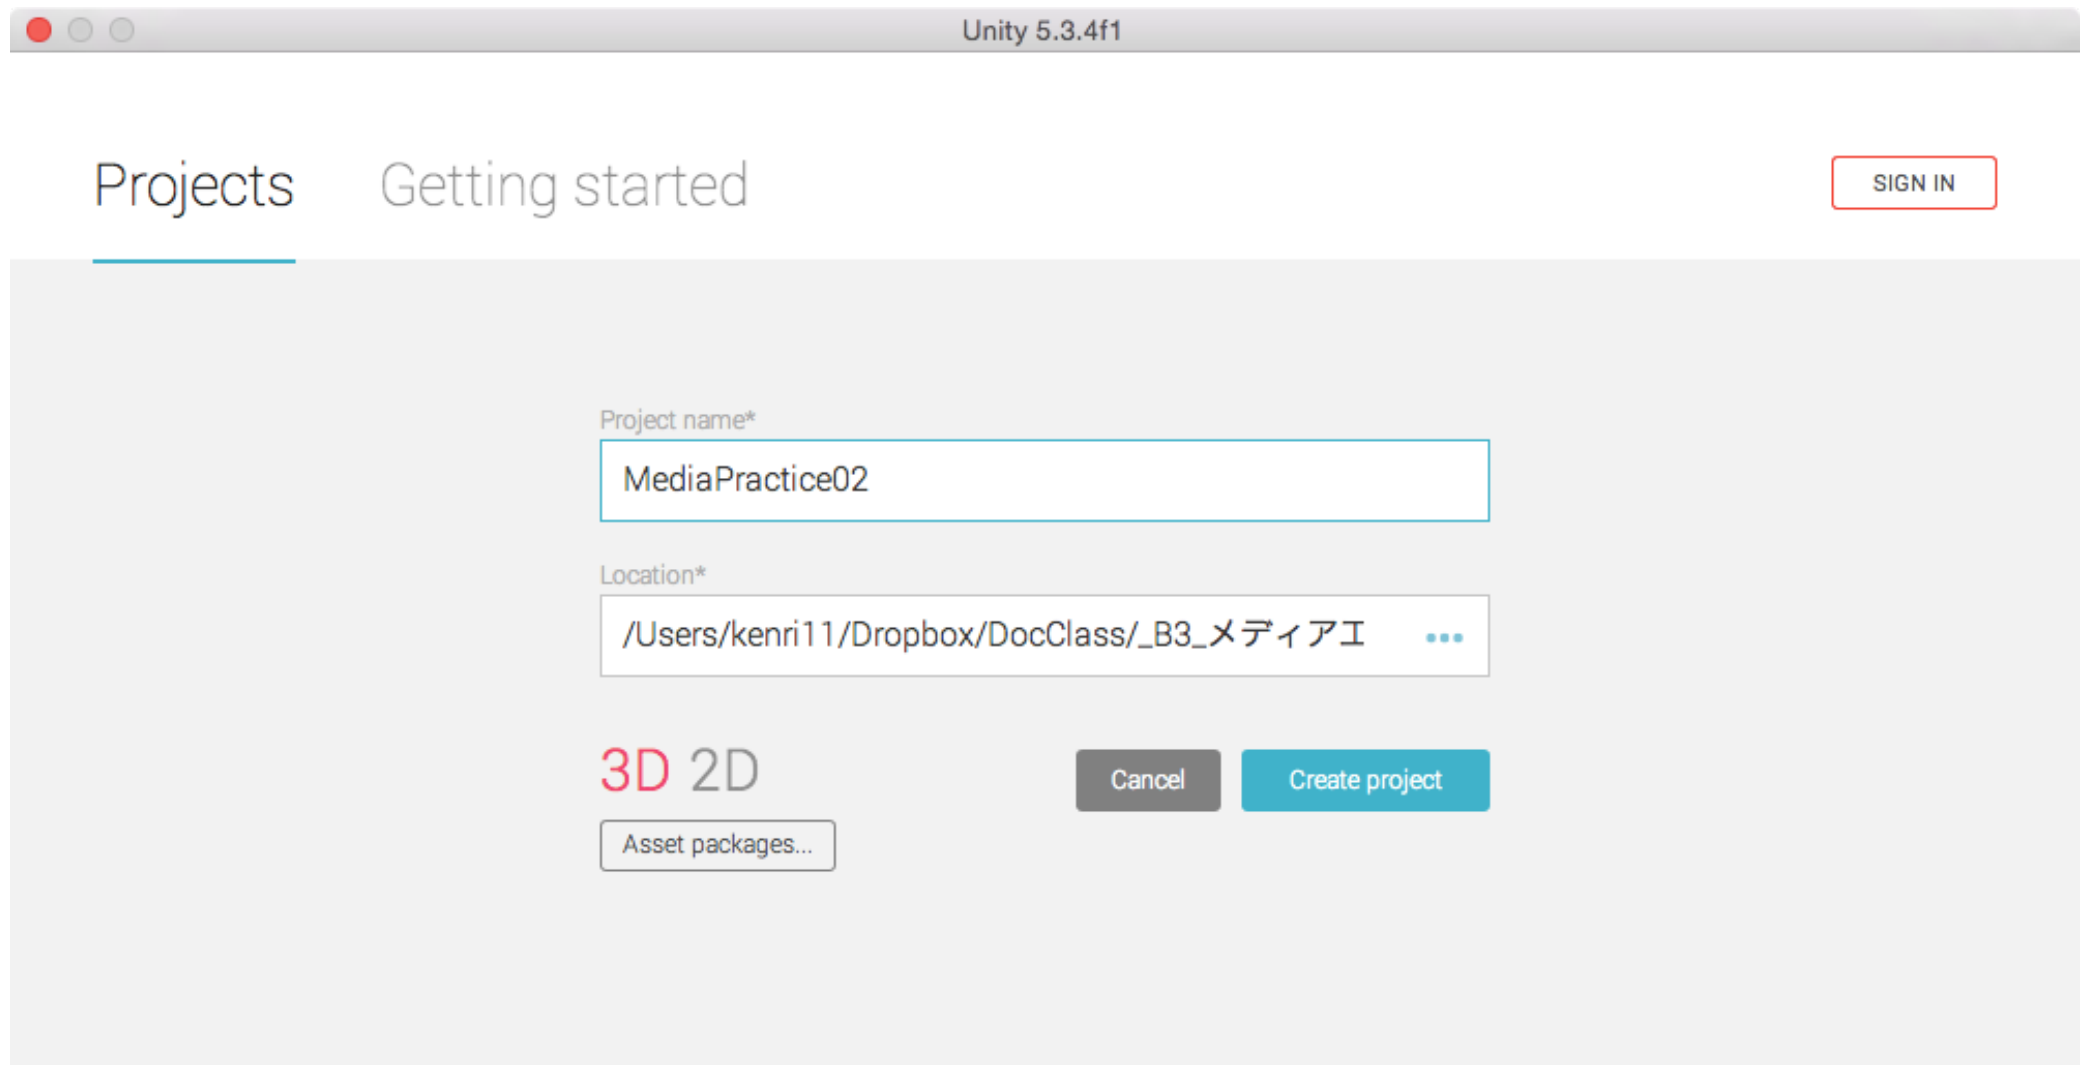 Unity 5.3.4f1
Projects Getting started SIGN IN
Project name*
MediaPractice02
Location*
/Users/kenri11/Dropbox/DocClass/_B3_メディアエ
3D 2D Cancel Create project
Asset packages...